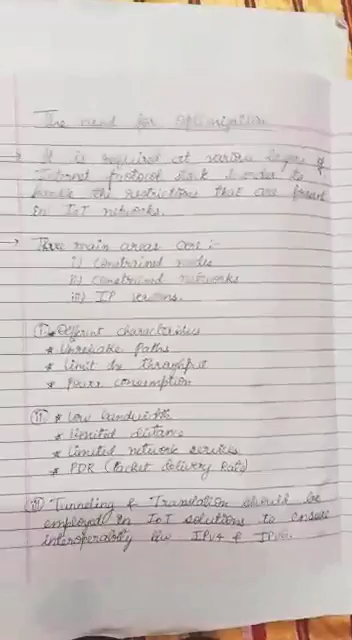 The need for optimization
→ It is required at various layers of
Internet protocol stack in order to
handle the restrictions that are present
in IoT networks.
→ Three main areas are :-
i) constrained nodes
ii) constrained networks
iii) IP versions.
(i) * Different characteristics
* Unreliable paths
* Limit the throughput
* Power consumption
(ii) * Low bandwidth
* limited distance
* Limited network services
* PDR (Packet Delivery Rate)
(iii) Tunneling & Translation should be
employed in IoT solutions to ensure
interoperability b/w IPv4 & IPv6.